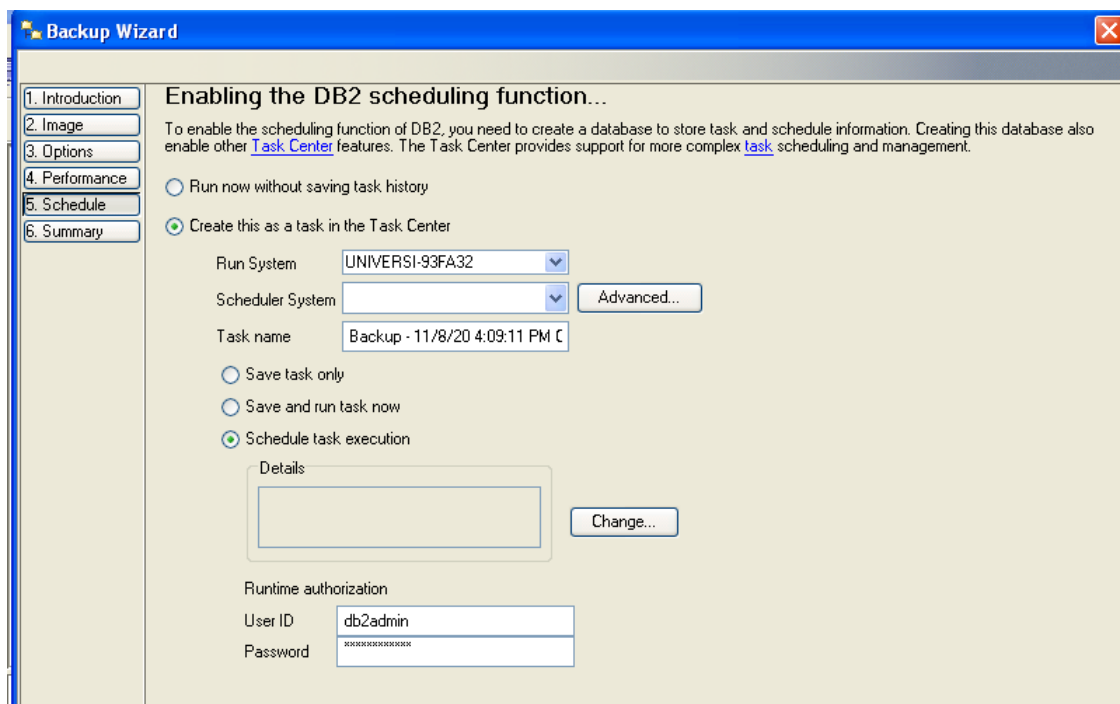 Backup Wizard
1. Introduction
2. Image
3. Options
4. Performance
5. Schedule
6. Summary
Enabling the DB2 scheduling function...
To enable the scheduling function of DB2, you need to create a database to store task and schedule information. Creating this database also
enable other Task Center features. The Task Center provides support for more complex task scheduling and management.
Run now without saving task history
Create this as a task in the Task Center
Run System UNIVERSI-93FA32
Scheduler System Advanced...
Task name Backup - 11/8/20 4:09:11 PM C
Save task only
Save and run task now
Schedule task execution
Details
Change...
Runtime authorization
User ID db2admin
Password ************